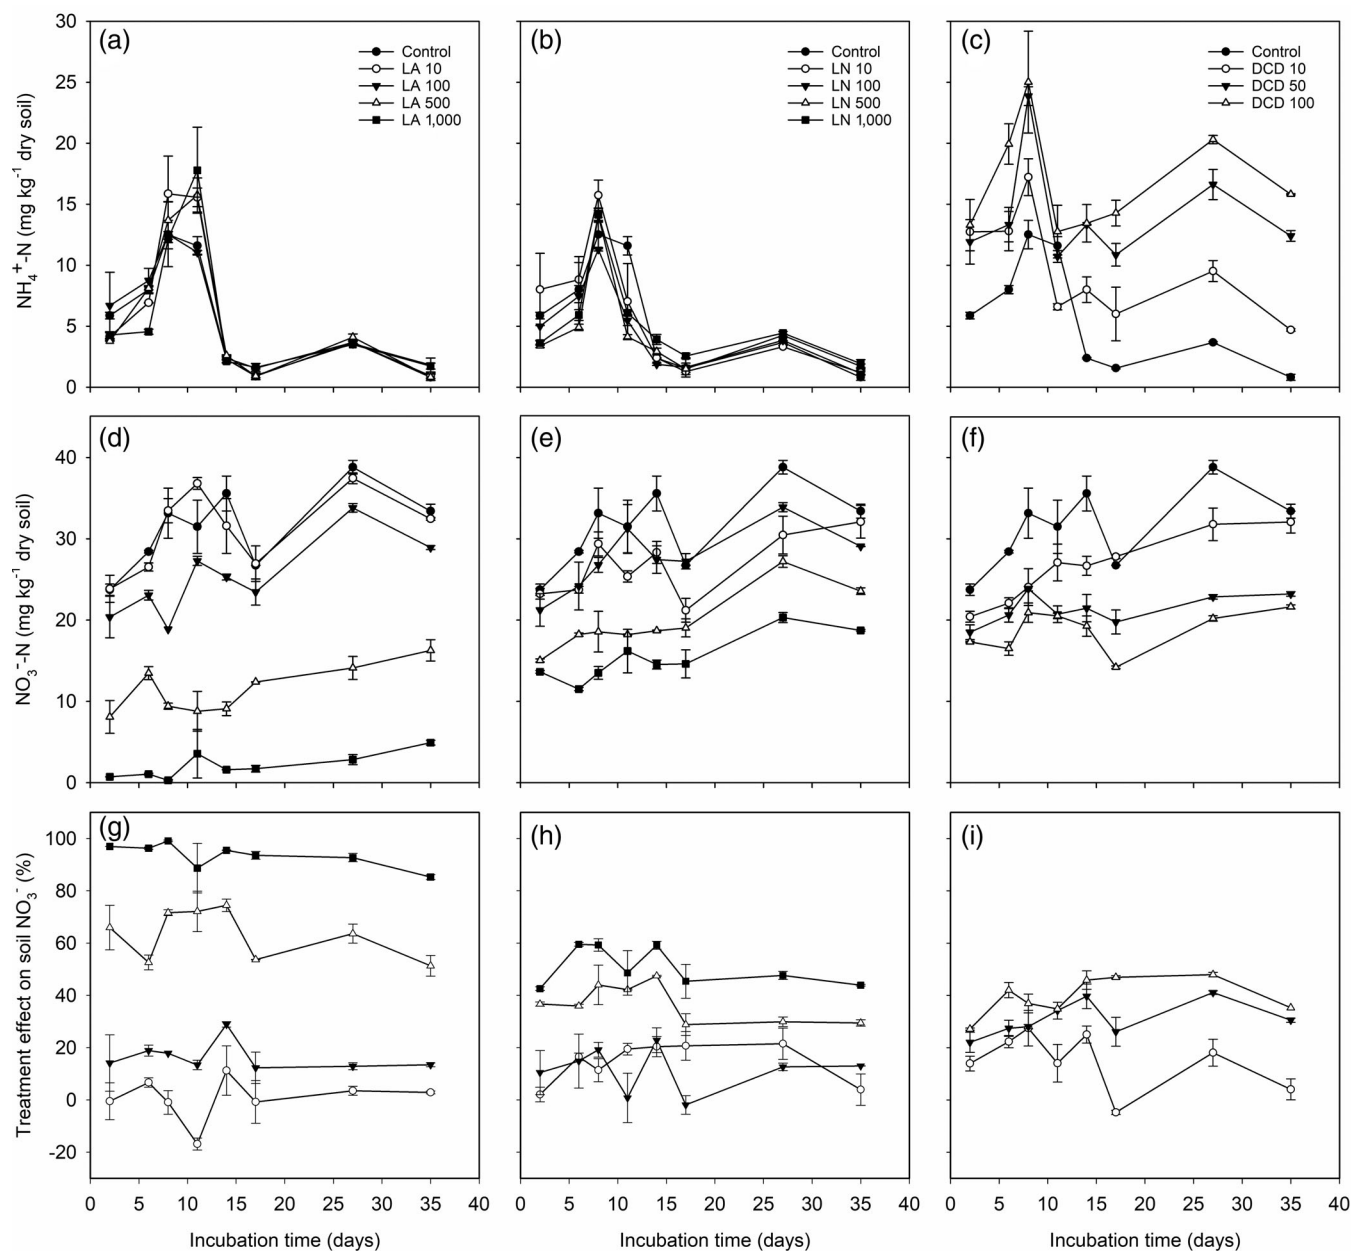 (a)
Control
LA 10
LA 100
LA 500
LA 1,000
(b)
Control
LN 10
LN 100
LN 500
LN 1,000
(c)
Control
DCD 10
DCD 50
DCD 100
NH4+-N (mg kg-1 dry soil)
30
25
20
15
10
5
0
(d)
(e)
(f)
NO3--N (mg kg-1 dry soil)
40
30
20
10
0
(g)
(h)
(i)
Treatment effect on soil NO3- (%)
100
80
60
40
20
0
-20
0 5 10 15 20 25 30 35 40
0 5 10 15 20 25 30 35 40
0 5 10 15 20 25 30 35 40
Incubation time (days)
Incubation time (days)
Incubation time (days)